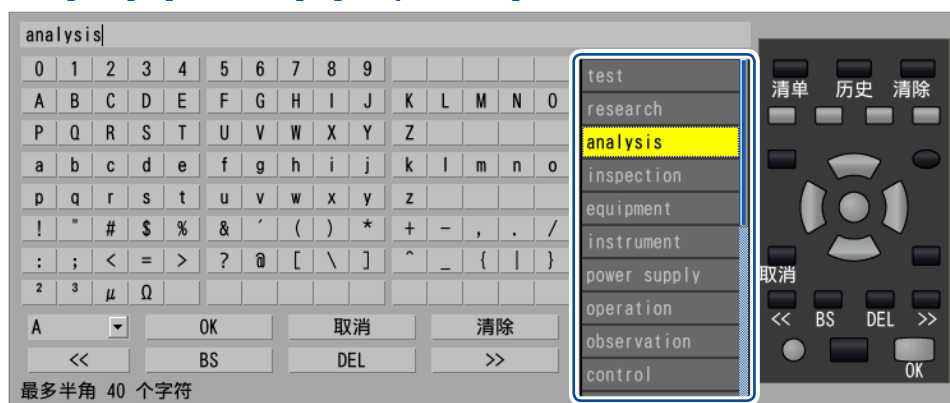 analysis
0 1 2 3 4 5 6 7 8 9
A B C D E F G H I J K L M N O
P Q R S T U V W X Y Z
a b c d e f g h i j k l m n o
p q r s t u v w x y z
! " # $ % & ´ ( ) * + - , . /
: ; < = > ? @ [ \ ] ^ _ { | }
² ³ μ Ω
A OK 取消 清除
<< BS DEL >>
最多半角 40 个字符
test
research
analysis
inspection
equipment
instrument
power supply
operation
observation
control
清单 历史 清除
取消
<< BS DEL >>
OK